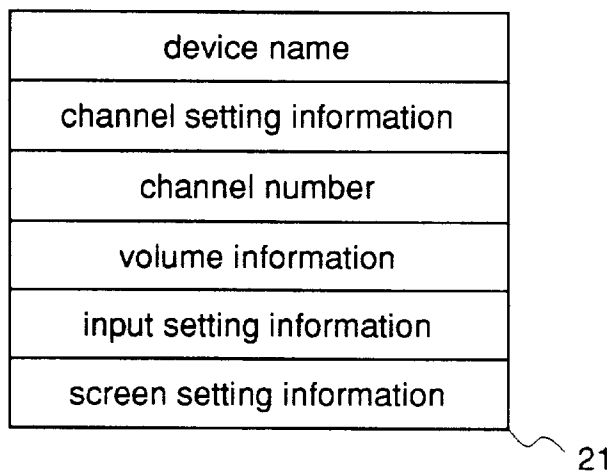 device name
channel setting information
channel number
volume information
input setting information
screen setting information
21